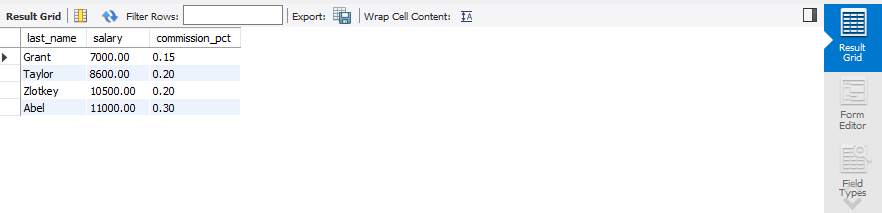 Result Grid Filter Rows: Export: Wrap Cell Content: IA
last_name salary commission_pct
Grant 7000.00 0.15
Taylor 8600.00 0.20
Zlotkey 10500.00 0.20
Abel 11000.00 0.30
Result
Grid
Form
Editor
Field
Types